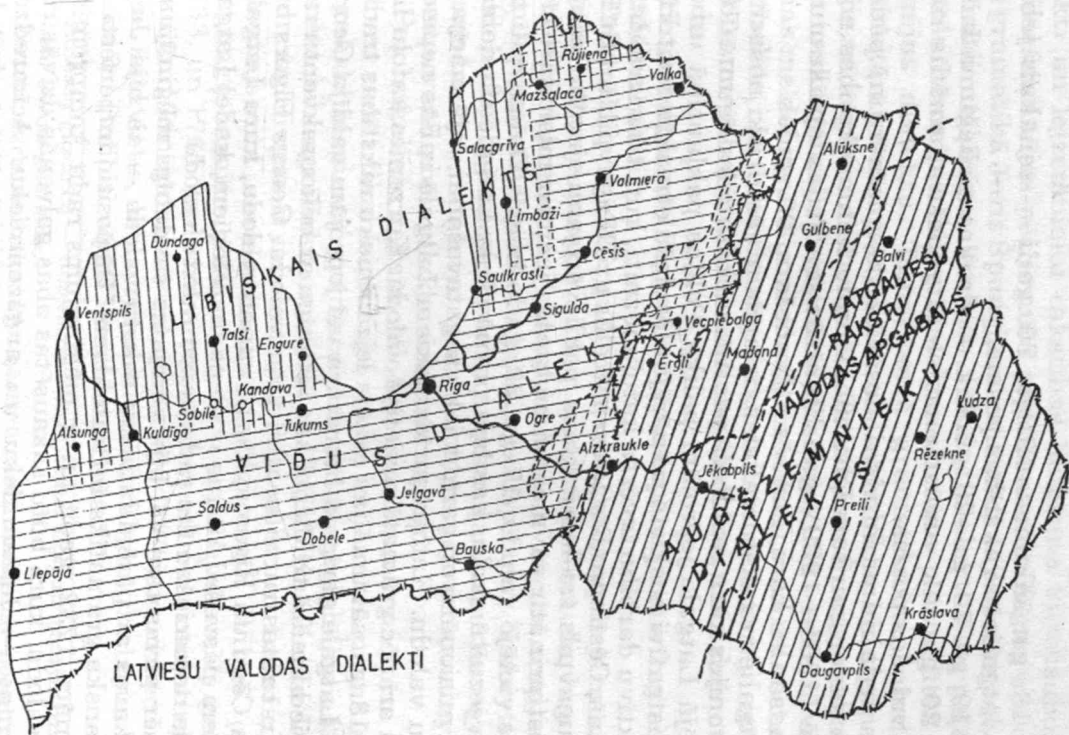 Rūjiena
Valka
Mazsalaca
Salacgrīva
Alūksne
Valmiera
Limbaži
Gulbene
Balvi
Dundaga
LĪBISKAIS DIALEKTS
Cēsis
Saulkrasti
Sigulda
LATGALIEŠU
RAKSTU
VALODAS APGABALS
Ventspils
Talsi
Engure
Vecpiebalga
Ērgļi
Madona
Rīga
Kandava
Sabile
Tukums
Ludza
Ogre
Alsunga
Kuldīga
Rēzekne
VIDUS DIALEK
Aizkraukle
Jēkabpils
AUGŠZEMNIEKU
DIALEKTS
Jelgava
Preiļi
Saldus
Dobele
Bauska
Liepāja
Krāslava
Daugavpils
LATVIEŠU VALODAS DIALEKTI